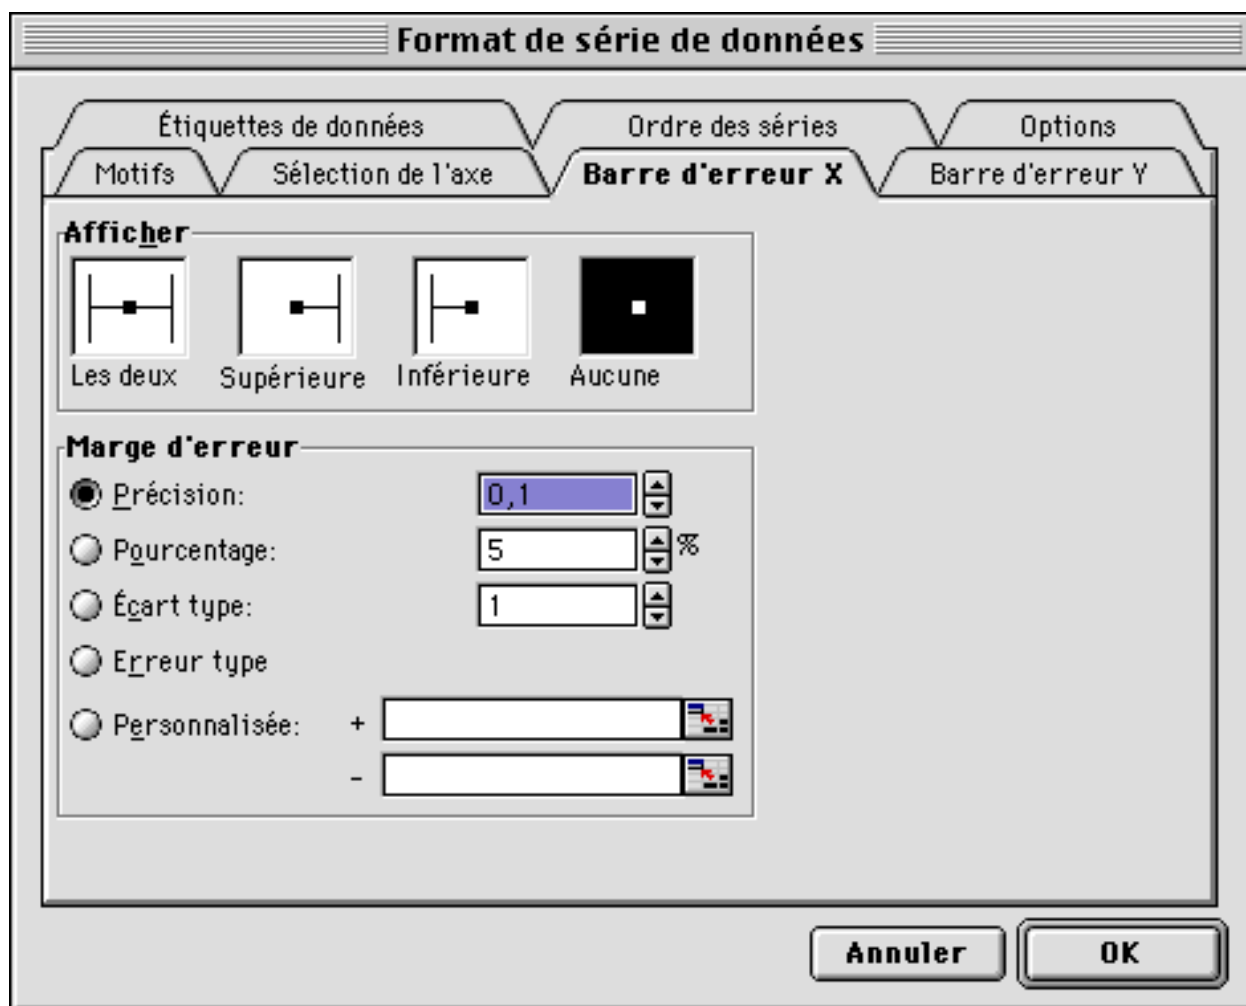 Format de série de données
Étiquettes de données Ordre des séries Options
Motifs Sélection de l'axe Barre d'erreur X Barre d'erreur Y
Afficher
Les deux Supérieure Inférieure Aucune
Marge d'erreur
Précision: 0,1
Pourcentage: 5 %
Écart type: 1
Erreur type
Personnalisée: +
-
Annuler OK